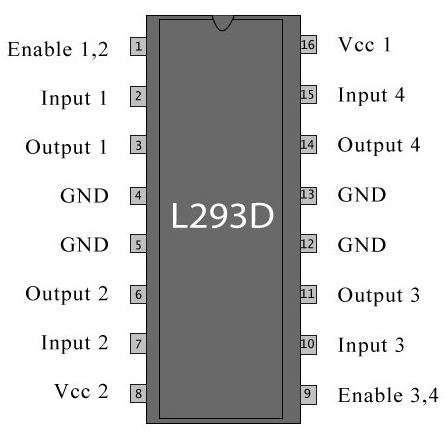 Enable 1,2 1 16 Vcc 1
Input 1 2 15 Input 4
Output 1 3 14 Output 4
GND 4 13 GND
L293D
GND 5 12 GND
Output 2 6 11 Output 3
Input 2 7 10 Input 3
Vcc 2 8 9 Enable 3,4